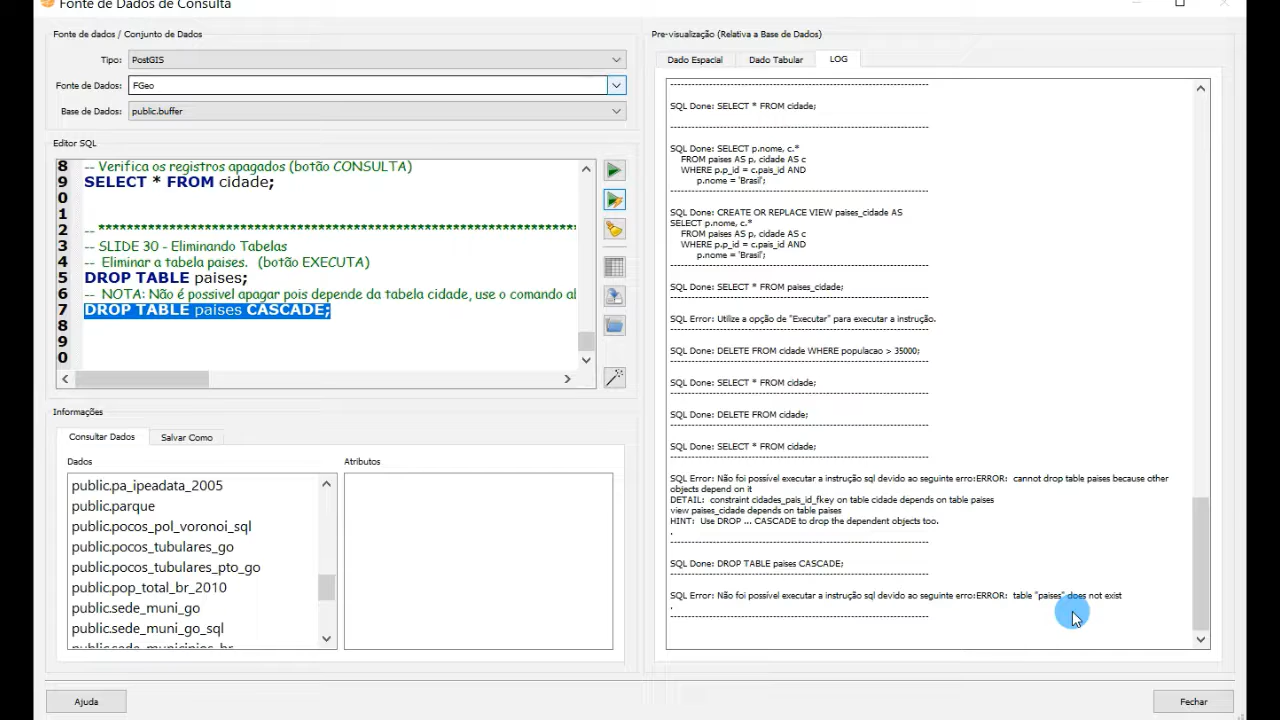 Fonte de Dados de Consulta
Fonte de dados / Conjunto de Dados
Tipo: PostGIS
Fonte de Dados: FGeo
Base de Dados: public.buffer
Editor SQL
8 -- Verifica os registros apagados (botão CONSULTA)
9 SELECT * FROM cidade;
0
1
2 -- **************************************************************************
3 -- SLIDE 30 - Eliminando Tabelas
4 -- Eliminar a tabela paises. (botão EXECUTA)
5 DROP TABLE paises;
6 -- NOTA: Não é possivel apagar pois depende da tabela cidade, use o comando ab
7 DROP TABLE paises CASCADE;
8
9
0
Informações
Consultar Dados Salvar Como
Dados Atributos
public.pa_ipeadata_2005
public.parque
public.pocos_pol_voronoi_sql
public.pocos_tubulares_go
public.pocos_tubulares_pto_go
public.pop_total_br_2010
public.sede_muni_go
public.sede_muni_go_sql
public.sede_municipios_br
Ajuda
Pre-visualização (Relativa a Base de Dados)
Dado Espacial Dado Tabular LOG
SQL Done: SELECT * FROM cidade;
SQL Done: SELECT p.nome, c.*
FROM paises AS p, cidade AS c
WHERE p.p_id = c.pais_id AND
p.nome = 'Brasil';
SQL Done: CREATE OR REPLACE VIEW paises_cidade AS
SELECT p.nome, c.*
FROM paises AS p, cidade AS c
WHERE p.p_id = c.pais_id AND
p.nome = 'Brasil';
SQL Done: SELECT * FROM paises_cidade;
SQL Error: Utilize a opção de "Executar" para executar a instrução.
SQL Done: DELETE FROM cidade WHERE populacao > 35000;
SQL Done: SELECT * FROM cidade;
SQL Done: DELETE FROM cidade;
SQL Done: SELECT * FROM cidade;
SQL Error: Não foi possível executar a instrução sql devido ao seguinte erro:ERROR: cannot drop table paises because other
objects depend on it
DETAIL: constraint cidades_pais_id_fkey on table cidade depends on table paises
view paises_cidade depends on table paises
HINT: Use DROP ... CASCADE to drop the dependent objects too.
.
SQL Done: DROP TABLE paises CASCADE;
SQL Error: Não foi possível executar a instrução sql devido ao seguinte erro:ERROR: table "paises" does not exist
.
Fechar